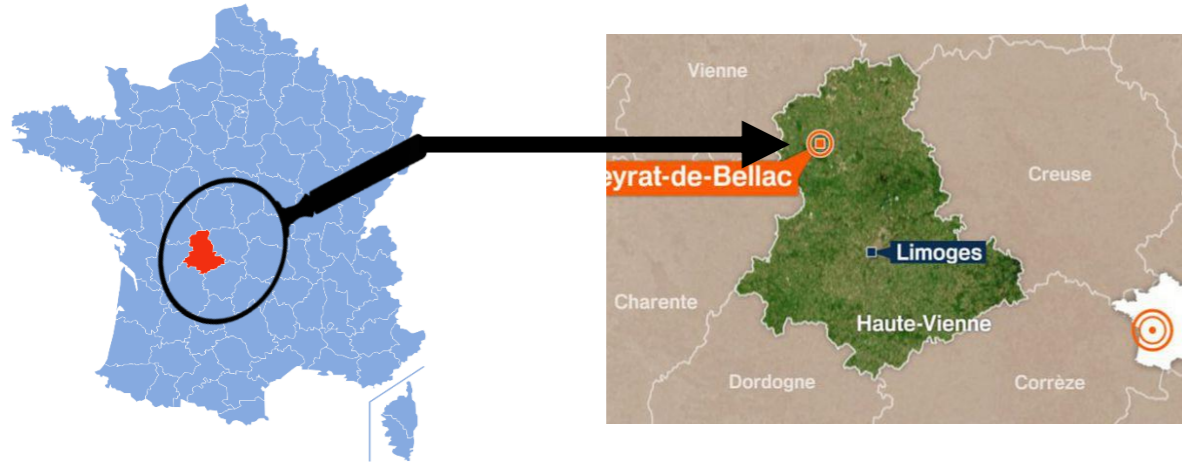 Vienne
eyrat-de-Bellac
Creuse
Limoges
Charente
Haute-Vienne
Dordogne
Corrèze